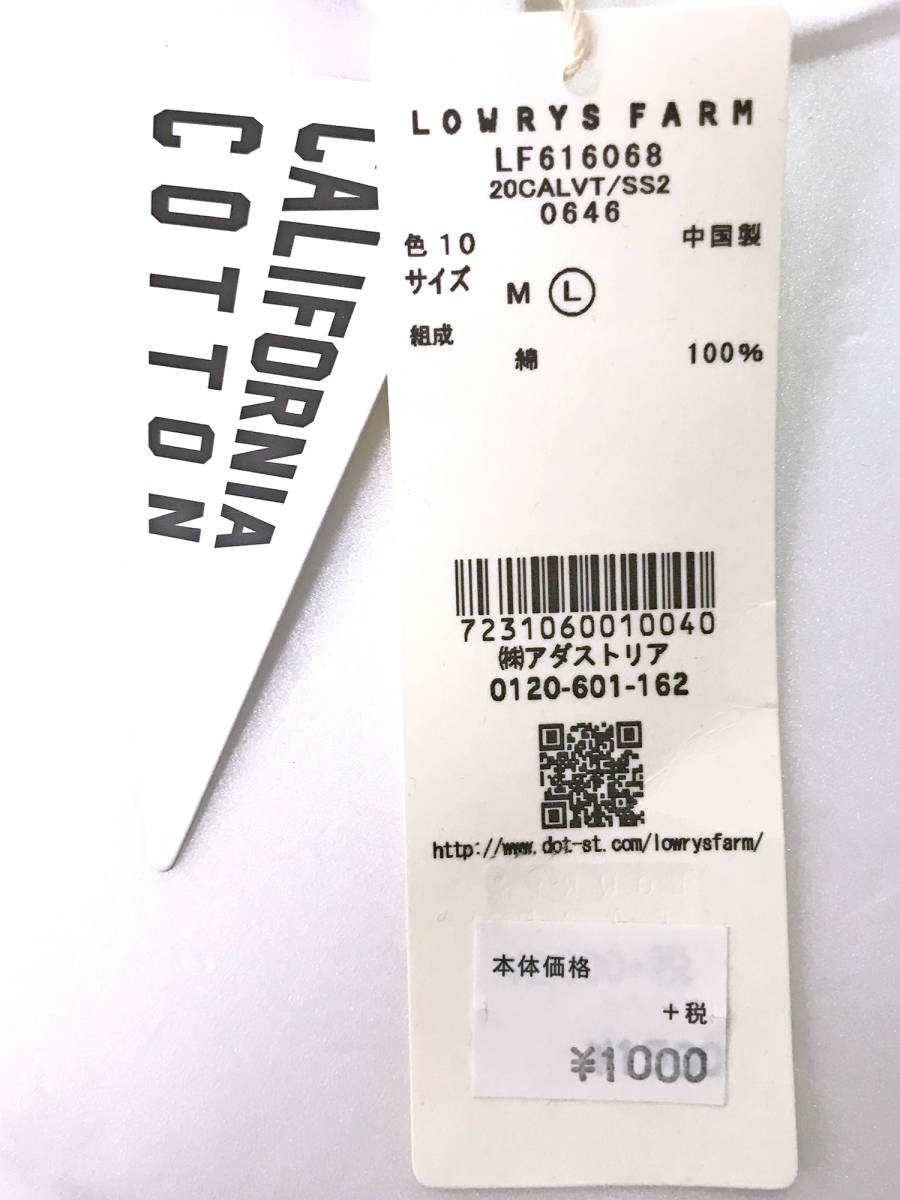 CALIFORNIA
COTToN
LOWRYS FARM
LF616068
20CALVT/SS2
0646
色 10 中国製
サイズ M Ⓛ
組成
綿 100%
7231060010040
㈱アダストリア
0120-601-162
http://www.dot-st.com/lowrysfarm/
本体価格
+税
¥1000